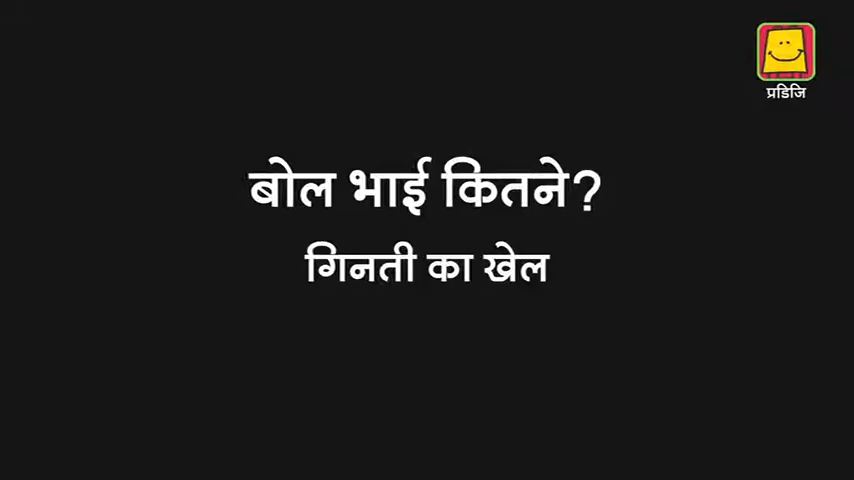 प्रडिजि
बोल भाई कितने?
गिनती का खेल